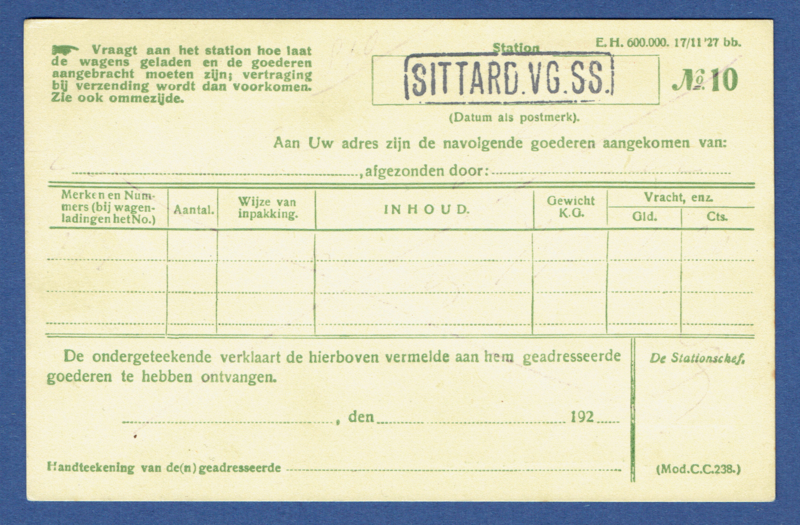 Vraagt aan het station hoe laat
de wagens geladen en de goederen
aangebracht moeten zijn; vertraging
bij verzending wordt dan voorkomen.
Zie ook ommezijde.
Station
E. H. 600.000. 17/11 '27 bb.
SITTARD.VG.SS.
№ 10
(Datum als postmerk).
Aan Uw adres zijn de navolgende goederen aangekomen van:
, afgezonden door:
Merken en Num-
mers (bij wagen-
ladingen het No.)
Aantal.
Wijze van
inpakking.
INHOUD.
Gewicht
K.G.
Vracht, enz.
Gld.
Cts.
De ondergeteekende verklaart de hierboven vermelde aan hem geadresseerde
goederen te hebben ontvangen.
De Stationschef,
, den 192
Handteekening van de(n) geadresseerde
(Mod.C.C.238.)